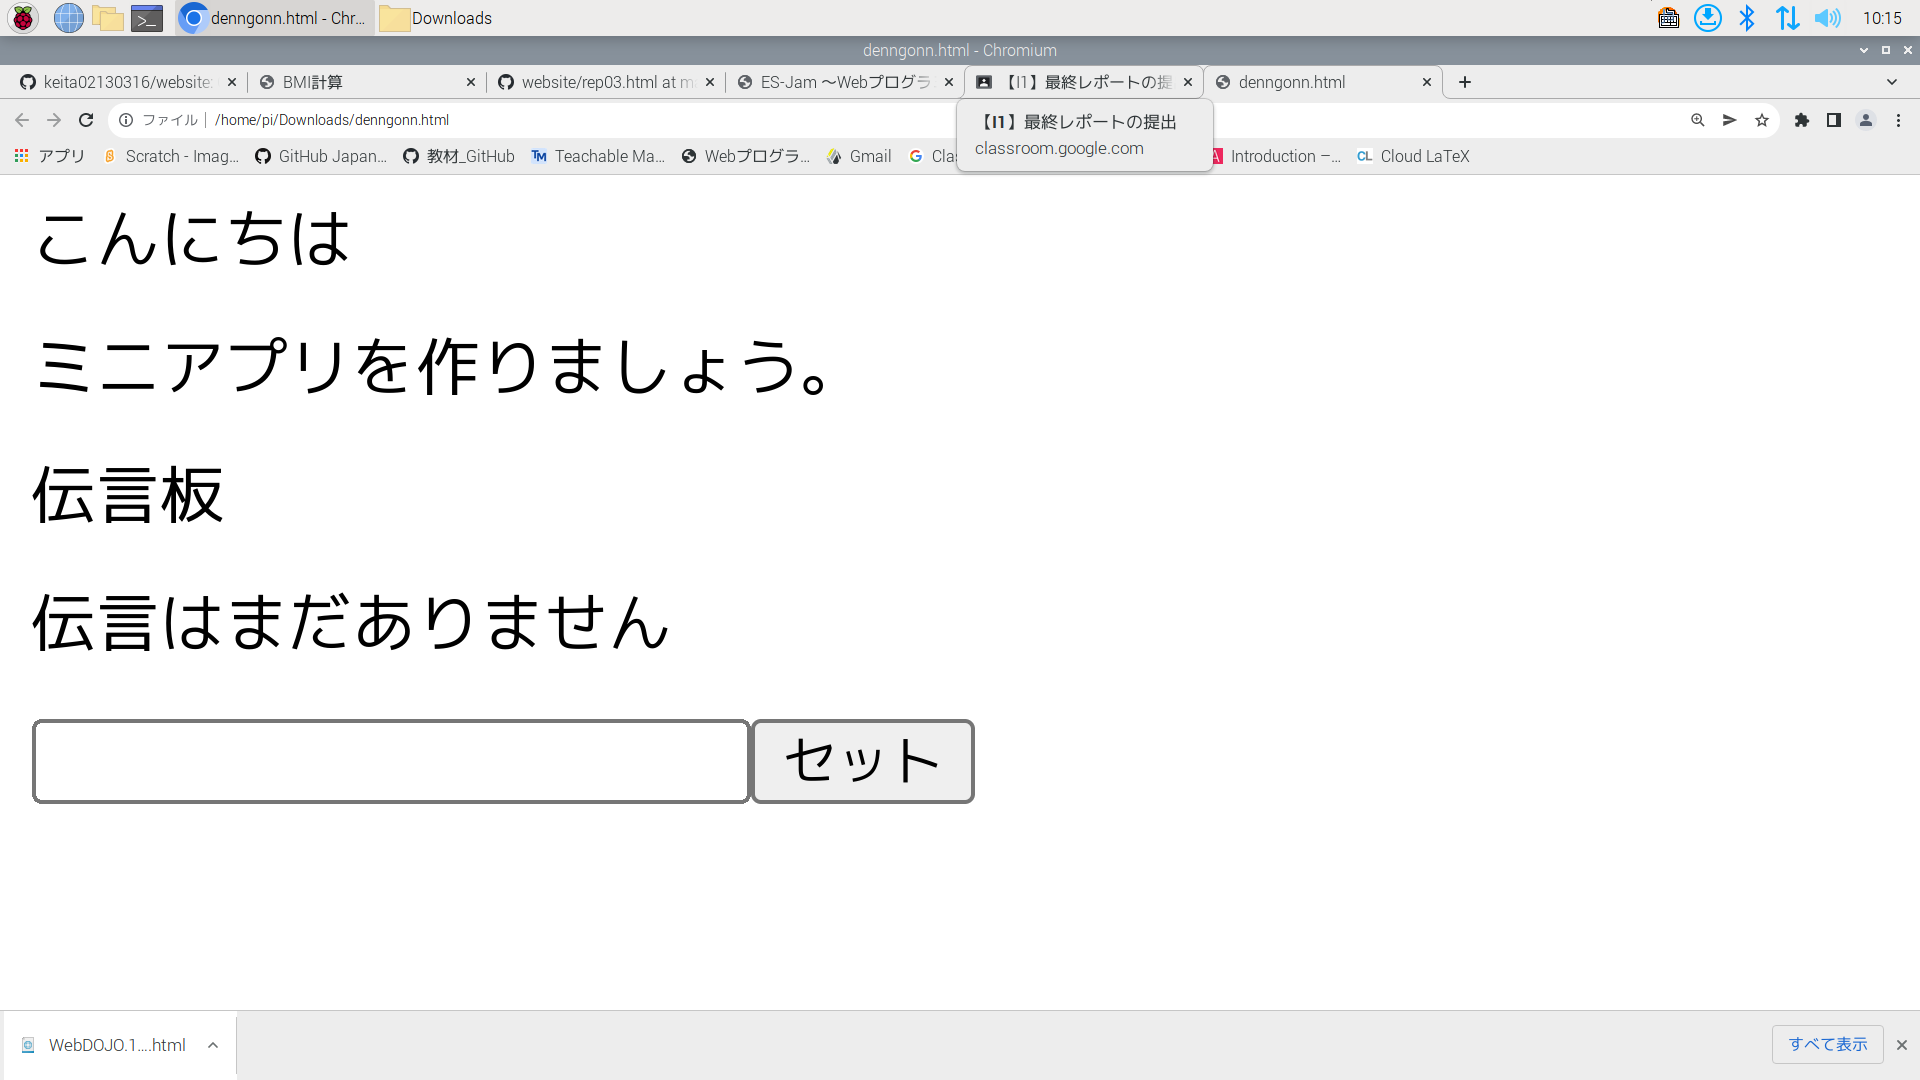 denngonn.html - Chr...
Downloads
10:15
denngonn.html - Chromium
keita02130316/website:
BMI計算
website/rep03.html at m
ES-Jam 〜Webプログラ
【I1】最終レポートの提
denngonn.html
ファイル
/home/pi/Downloads/denngonn.html
【I1】最終レポートの提出
classroom.google.com
アプリ
Scratch - Imag...
GitHub Japan...
教材_GitHub
TM
Teachable Ma...
Webプログラ...
Gmail
G
Clas
Introduction –...
CL
Cloud LaTeX
こんにちは
ミニアプリを作りましょう。
伝言板
伝言はまだありません
セット
WebDOJO.1....html
すべて表示